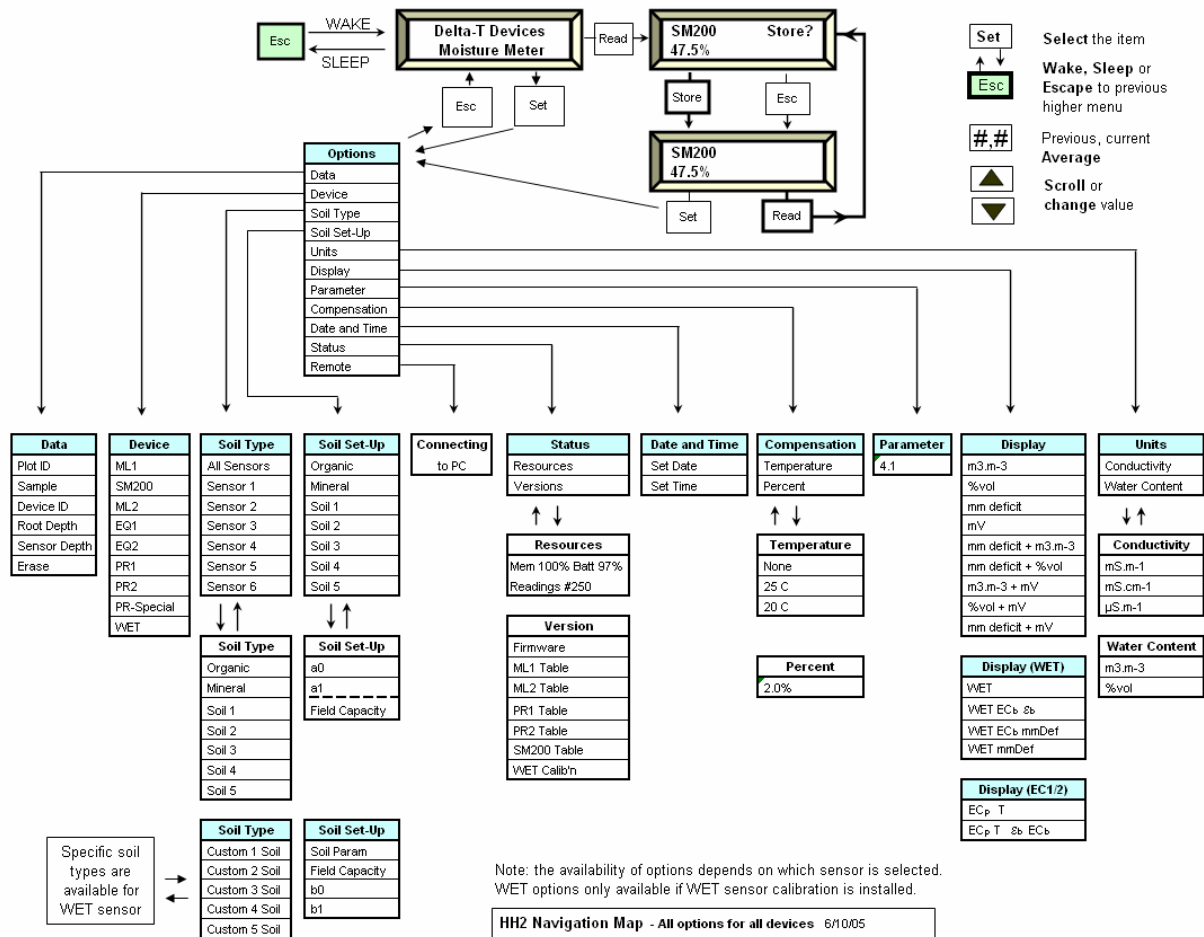 Esc
WAKE
SLEEP
Delta-T Devices
Moisture Meter
Read
SM200 Store?
47.5%
Esc
Set
Store
Esc
SM200
47.5%
Set
Read
Set
Select the item
Esc
Wake, Sleep or
Escape to previous
higher menu
#,#
Previous, current
Average
Scroll or
change value
Options
Data
Device
Soil Type
Soil Set-Up
Units
Display
Parameter
Compensation
Date and Time
Status
Remote
Data
Plot ID
Sample
Device ID
Root Depth
Sensor Depth
Erase
Device
ML1
SM200
ML2
EQ1
EQ2
PR1
PR2
PR-Special
WET
Soil Type
All Sensors
Sensor 1
Sensor 2
Sensor 3
Sensor 4
Sensor 5
Sensor 6
Soil Type
Organic
Mineral
Soil 1
Soil 2
Soil 3
Soil 4
Soil 5
Soil Set-Up
Organic
Mineral
Soil 1
Soil 2
Soil 3
Soil 4
Soil 5
Soil Set-Up
a0
a1
Field Capacity
Connecting
to PC
Status
Resources
Versions
Resources
Mem 100% Batt 97%
Readings #250
Version
Firmware
ML1 Table
ML2 Table
PR1 Table
PR2 Table
SM200 Table
WET Calib'n
Date and Time
Set Date
Set Time
Compensation
Temperature
Percent
Temperature
None
25 C
20 C
Percent
2.0%
Parameter
4.1
Display
m3.m-3
%vol
mm deficit
mV
mm deficit + m3.m-3
mm deficit + %vol
m3.m-3 + mV
%vol + mV
mm deficit + mV
Display (WET)
WET
WET ECb εb
WET ECb mmDef
WET mmDef
Display (EC1/2)
ECp T
ECp T εb ECb
Units
Conductivity
Water Content
Conductivity
mS.m-1
mS.cm-1
µS.m-1
Water Content
m3.m-3
%vol
Specific soil
types are
available for
WET sensor
Soil Type
Custom 1 Soil
Custom 2 Soil
Custom 3 Soil
Custom 4 Soil
Custom 5 Soil
Soil Set-Up
Soil Param
Field Capacity
b0
b1
Note: the availability of options depends on which sensor is selected.
WET options only available if WET sensor calibration is installed.
HH2 Navigation Map - All options for all devices 6/10/05